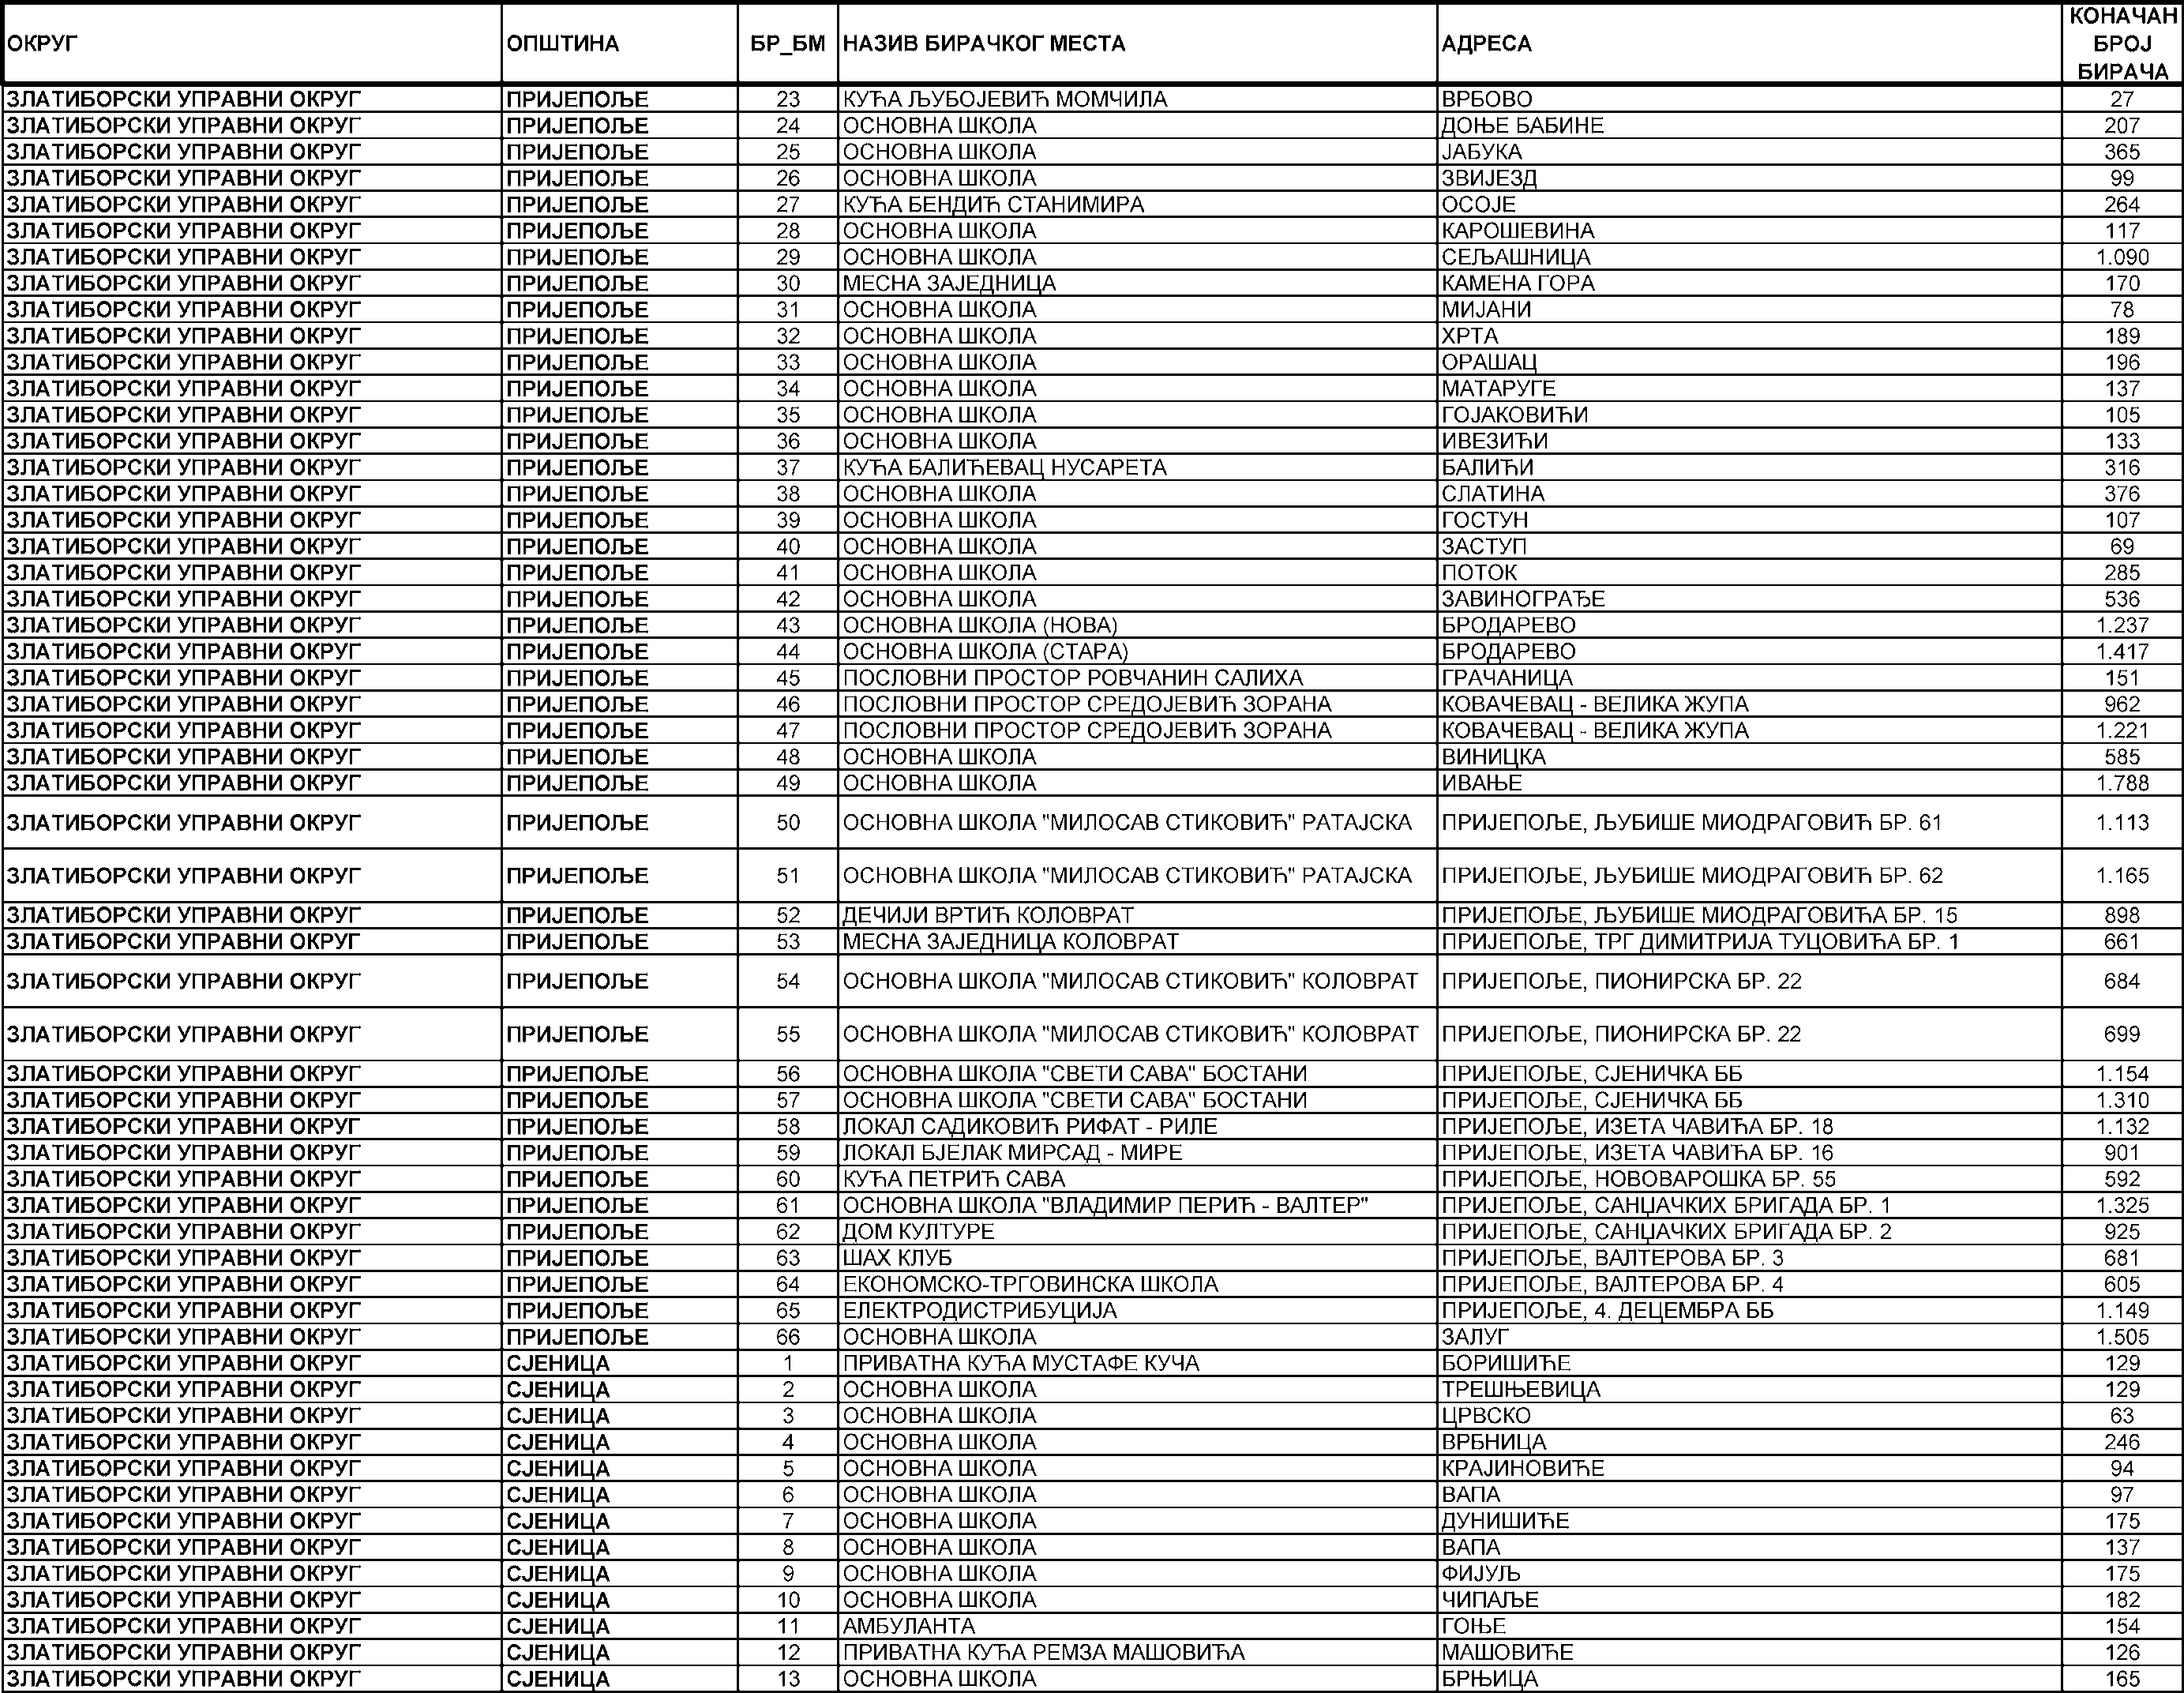 ОКРУГ ОПШТИНА БР_БМ НАЗИВ БИРАЧКОГ МЕСТА АДРЕСА КОНАЧАН БРОЈ БИРАЧА
ЗЛАТИБОРСКИ УПРАВНИ ОКРУГ ПРИЈЕПОЉЕ 23 КУЋА ЉУБОЈЕВИЋ МОМЧИЛА ВРБОВО 27
ЗЛАТИБОРСКИ УПРАВНИ ОКРУГ ПРИЈЕПОЉЕ 24 ОСНОВНА ШКОЛА ДОЊЕ БАБИНЕ 207
ЗЛАТИБОРСКИ УПРАВНИ ОКРУГ ПРИЈЕПОЉЕ 25 ОСНОВНА ШКОЛА ЈАБУКА 365
ЗЛАТИБОРСКИ УПРАВНИ ОКРУГ ПРИЈЕПОЉЕ 26 ОСНОВНА ШКОЛА ЗВИЈЕЗД 99
ЗЛАТИБОРСКИ УПРАВНИ ОКРУГ ПРИЈЕПОЉЕ 27 КУЋА БЕНДИЋ СТАНИМИРА ОСОЈЕ 264
ЗЛАТИБОРСКИ УПРАВНИ ОКРУГ ПРИЈЕПОЉЕ 28 ОСНОВНА ШКОЛА КАРОШЕВИНА 117
ЗЛАТИБОРСКИ УПРАВНИ ОКРУГ ПРИЈЕПОЉЕ 29 ОСНОВНА ШКОЛА СЕЉАШНИЦА 1.090
ЗЛАТИБОРСКИ УПРАВНИ ОКРУГ ПРИЈЕПОЉЕ 30 МЕСНА ЗАЈЕДНИЦА КАМЕНА ГОРА 170
ЗЛАТИБОРСКИ УПРАВНИ ОКРУГ ПРИЈЕПОЉЕ 31 ОСНОВНА ШКОЛА МИЈАНИ 78
ЗЛАТИБОРСКИ УПРАВНИ ОКРУГ ПРИЈЕПОЉЕ 32 ОСНОВНА ШКОЛА ХРТА 189
ЗЛАТИБОРСКИ УПРАВНИ ОКРУГ ПРИЈЕПОЉЕ 33 ОСНОВНА ШКОЛА ОРАШАЦ 196
ЗЛАТИБОРСКИ УПРАВНИ ОКРУГ ПРИЈЕПОЉЕ 34 ОСНОВНА ШКОЛА МАТАРУГЕ 137
ЗЛАТИБОРСКИ УПРАВНИ ОКРУГ ПРИЈЕПОЉЕ 35 ОСНОВНА ШКОЛА ГОЈАКОВИЋИ 105
ЗЛАТИБОРСКИ УПРАВНИ ОКРУГ ПРИЈЕПОЉЕ 36 ОСНОВНА ШКОЛА ИВЕЗИЋИ 133
ЗЛАТИБОРСКИ УПРАВНИ ОКРУГ ПРИЈЕПОЉЕ 37 КУЋА БАЛИЋЕВАЦ НУСАРЕТА БАЛИЋИ 316
ЗЛАТИБОРСКИ УПРАВНИ ОКРУГ ПРИЈЕПОЉЕ 38 ОСНОВНА ШКОЛА СЛАТИНА 376
ЗЛАТИБОРСКИ УПРАВНИ ОКРУГ ПРИЈЕПОЉЕ 39 ОСНОВНА ШКОЛА ГОСТУН 107
ЗЛАТИБОРСКИ УПРАВНИ ОКРУГ ПРИЈЕПОЉЕ 40 ОСНОВНА ШКОЛА ЗАСТУП 69
ЗЛАТИБОРСКИ УПРАВНИ ОКРУГ ПРИЈЕПОЉЕ 41 ОСНОВНА ШКОЛА ПОТОК 285
ЗЛАТИБОРСКИ УПРАВНИ ОКРУГ ПРИЈЕПОЉЕ 42 ОСНОВНА ШКОЛА ЗАВИНОГРАЂЕ 536
ЗЛАТИБОРСКИ УПРАВНИ ОКРУГ ПРИЈЕПОЉЕ 43 ОСНОВНА ШКОЛА (НОВА) БРОДАРЕВО 1.237
ЗЛАТИБОРСКИ УПРАВНИ ОКРУГ ПРИЈЕПОЉЕ 44 ОСНОВНА ШКОЛА (СТАРА) БРОДАРЕВО 1.417
ЗЛАТИБОРСКИ УПРАВНИ ОКРУГ ПРИЈЕПОЉЕ 45 ПОСЛОВНИ ПРОСТОР РОВЧАНИН САЛИХА ГРАЧАНИЦА 151
ЗЛАТИБОРСКИ УПРАВНИ ОКРУГ ПРИЈЕПОЉЕ 46 ПОСЛОВНИ ПРОСТОР СРЕДОЈЕВИЋ ЗОРАНА КОВАЧЕВАЦ - ВЕЛИКА ЖУПА 962
ЗЛАТИБОРСКИ УПРАВНИ ОКРУГ ПРИЈЕПОЉЕ 47 ПОСЛОВНИ ПРОСТОР СРЕДОЈЕВИЋ ЗОРАНА КОВАЧЕВАЦ - ВЕЛИКА ЖУПА 1.221
ЗЛАТИБОРСКИ УПРАВНИ ОКРУГ ПРИЈЕПОЉЕ 48 ОСНОВНА ШКОЛА ВИНИЦКА 585
ЗЛАТИБОРСКИ УПРАВНИ ОКРУГ ПРИЈЕПОЉЕ 49 ОСНОВНА ШКОЛА ИВАЊЕ 1.788
ЗЛАТИБОРСКИ УПРАВНИ ОКРУГ ПРИЈЕПОЉЕ 50 ОСНОВНА ШКОЛА "МИЛОСАВ СТИКОВИЋ" РАТАЈСКА ПРИЈЕПОЉЕ, ЉУБИШЕ МИОДРАГОВИЋ БР. 61 1.113
ЗЛАТИБОРСКИ УПРАВНИ ОКРУГ ПРИЈЕПОЉЕ 51 ОСНОВНА ШКОЛА "МИЛОСАВ СТИКОВИЋ" РАТАЈСКА ПРИЈЕПОЉЕ, ЉУБИШЕ МИОДРАГОВИЋ БР. 62 1.165
ЗЛАТИБОРСКИ УПРАВНИ ОКРУГ ПРИЈЕПОЉЕ 52 ДЕЧИЈИ ВРТИЋ КОЛОВРАТ ПРИЈЕПОЉЕ, ЉУБИШЕ МИОДРАГОВИЋА БР. 15 898
ЗЛАТИБОРСКИ УПРАВНИ ОКРУГ ПРИЈЕПОЉЕ 53 МЕСНА ЗАЈЕДНИЦА КОЛОВРАТ ПРИЈЕПОЉЕ, ТРГ ДИМИТРИЈА ТУЦОВИЋА БР. 1 661
ЗЛАТИБОРСКИ УПРАВНИ ОКРУГ ПРИЈЕПОЉЕ 54 ОСНОВНА ШКОЛА "МИЛОСАВ СТИКОВИЋ" КОЛОВРАТ ПРИЈЕПОЉЕ, ПИОНИРСКА БР. 22 684
ЗЛАТИБОРСКИ УПРАВНИ ОКРУГ ПРИЈЕПОЉЕ 55 ОСНОВНА ШКОЛА "МИЛОСАВ СТИКОВИЋ" КОЛОВРАТ ПРИЈЕПОЉЕ, ПИОНИРСКА БР. 22 699
ЗЛАТИБОРСКИ УПРАВНИ ОКРУГ ПРИЈЕПОЉЕ 56 ОСНОВНА ШКОЛА "СВЕТИ САВА" БОСТАНИ ПРИЈЕПОЉЕ, СЈЕНИЧКА ББ 1.154
ЗЛАТИБОРСКИ УПРАВНИ ОКРУГ ПРИЈЕПОЉЕ 57 ОСНОВНА ШКОЛА "СВЕТИ САВА" БОСТАНИ ПРИЈЕПОЉЕ, СЈЕНИЧКА ББ 1.310
ЗЛАТИБОРСКИ УПРАВНИ ОКРУГ ПРИЈЕПОЉЕ 58 ЛОКАЛ САДИКОВИЋ РИФАТ - РИЛЕ ПРИЈЕПОЉЕ, ИЗЕТА ЧАВИЋА БР. 18 1.132
ЗЛАТИБОРСКИ УПРАВНИ ОКРУГ ПРИЈЕПОЉЕ 59 ЛОКАЛ БЈЕЛАК МИРСАД - МИРЕ ПРИЈЕПОЉЕ, ИЗЕТА ЧАВИЋА БР. 16 901
ЗЛАТИБОРСКИ УПРАВНИ ОКРУГ ПРИЈЕПОЉЕ 60 КУЋА ПЕТРИЋ САВА ПРИЈЕПОЉЕ, НОВОВАРОШКА БР. 55 592
ЗЛАТИБОРСКИ УПРАВНИ ОКРУГ ПРИЈЕПОЉЕ 61 ОСНОВНА ШКОЛА "ВЛАДИМИР ПЕРИЋ - ВАЛТЕР" ПРИЈЕПОЉЕ, САНЏАЧКИХ БРИГАДА БР. 1 1.325
ЗЛАТИБОРСКИ УПРАВНИ ОКРУГ ПРИЈЕПОЉЕ 62 ДОМ КУЛТУРЕ ПРИЈЕПОЉЕ, САНЏАЧКИХ БРИГАДА БР. 2 925
ЗЛАТИБОРСКИ УПРАВНИ ОКРУГ ПРИЈЕПОЉЕ 63 ШАХ КЛУБ ПРИЈЕПОЉЕ, ВАЛТЕРОВА БР. 3 681
ЗЛАТИБОРСКИ УПРАВНИ ОКРУГ ПРИЈЕПОЉЕ 64 ЕКОНОМСКО-ТРГОВИНСКА ШКОЛА ПРИЈЕПОЉЕ, ВАЛТЕРОВА БР. 4 605
ЗЛАТИБОРСКИ УПРАВНИ ОКРУГ ПРИЈЕПОЉЕ 65 ЕЛЕКТРОДИСТРИБУЦИЈА ПРИЈЕПОЉЕ, 4. ДЕЦЕМБРА ББ 1.149
ЗЛАТИБОРСКИ УПРАВНИ ОКРУГ ПРИЈЕПОЉЕ 66 ОСНОВНА ШКОЛА ЗАЛУГ 1.505
ЗЛАТИБОРСКИ УПРАВНИ ОКРУГ СЈЕНИЦА 1 ПРИВАТНА КУЋА МУСТАФЕ КУЧА БОРИШИЋЕ 129
ЗЛАТИБОРСКИ УПРАВНИ ОКРУГ СЈЕНИЦА 2 ОСНОВНА ШКОЛА ТРЕШЊЕВИЦА 129
ЗЛАТИБОРСКИ УПРАВНИ ОКРУГ СЈЕНИЦА 3 ОСНОВНА ШКОЛА ЦРВСКО 63
ЗЛАТИБОРСКИ УПРАВНИ ОКРУГ СЈЕНИЦА 4 ОСНОВНА ШКОЛА ВРБНИЦА 246
ЗЛАТИБОРСКИ УПРАВНИ ОКРУГ СЈЕНИЦА 5 ОСНОВНА ШКОЛА КРАЈИНОВИЋЕ 94
ЗЛАТИБОРСКИ УПРАВНИ ОКРУГ СЈЕНИЦА 6 ОСНОВНА ШКОЛА ВАПА 97
ЗЛАТИБОРСКИ УПРАВНИ ОКРУГ СЈЕНИЦА 7 ОСНОВНА ШКОЛА ДУНИШИЋЕ 175
ЗЛАТИБОРСКИ УПРАВНИ ОКРУГ СЈЕНИЦА 8 ОСНОВНА ШКОЛА ВАПА 137
ЗЛАТИБОРСКИ УПРАВНИ ОКРУГ СЈЕНИЦА 9 ОСНОВНА ШКОЛА ФИЈУЉ 175
ЗЛАТИБОРСКИ УПРАВНИ ОКРУГ СЈЕНИЦА 10 ОСНОВНА ШКОЛА ЧИПАЉЕ 182
ЗЛАТИБОРСКИ УПРАВНИ ОКРУГ СЈЕНИЦА 11 АМБУЛАНТА ГОЊЕ 154
ЗЛАТИБОРСКИ УПРАВНИ ОКРУГ СЈЕНИЦА 12 ПРИВАТНА КУЋА РЕМЗА МАШОВИЋА МАШОВИЋЕ 126
ЗЛАТИБОРСКИ УПРАВНИ ОКРУГ СЈЕНИЦА 13 ОСНОВНА ШКОЛА БРЊИЦА 165